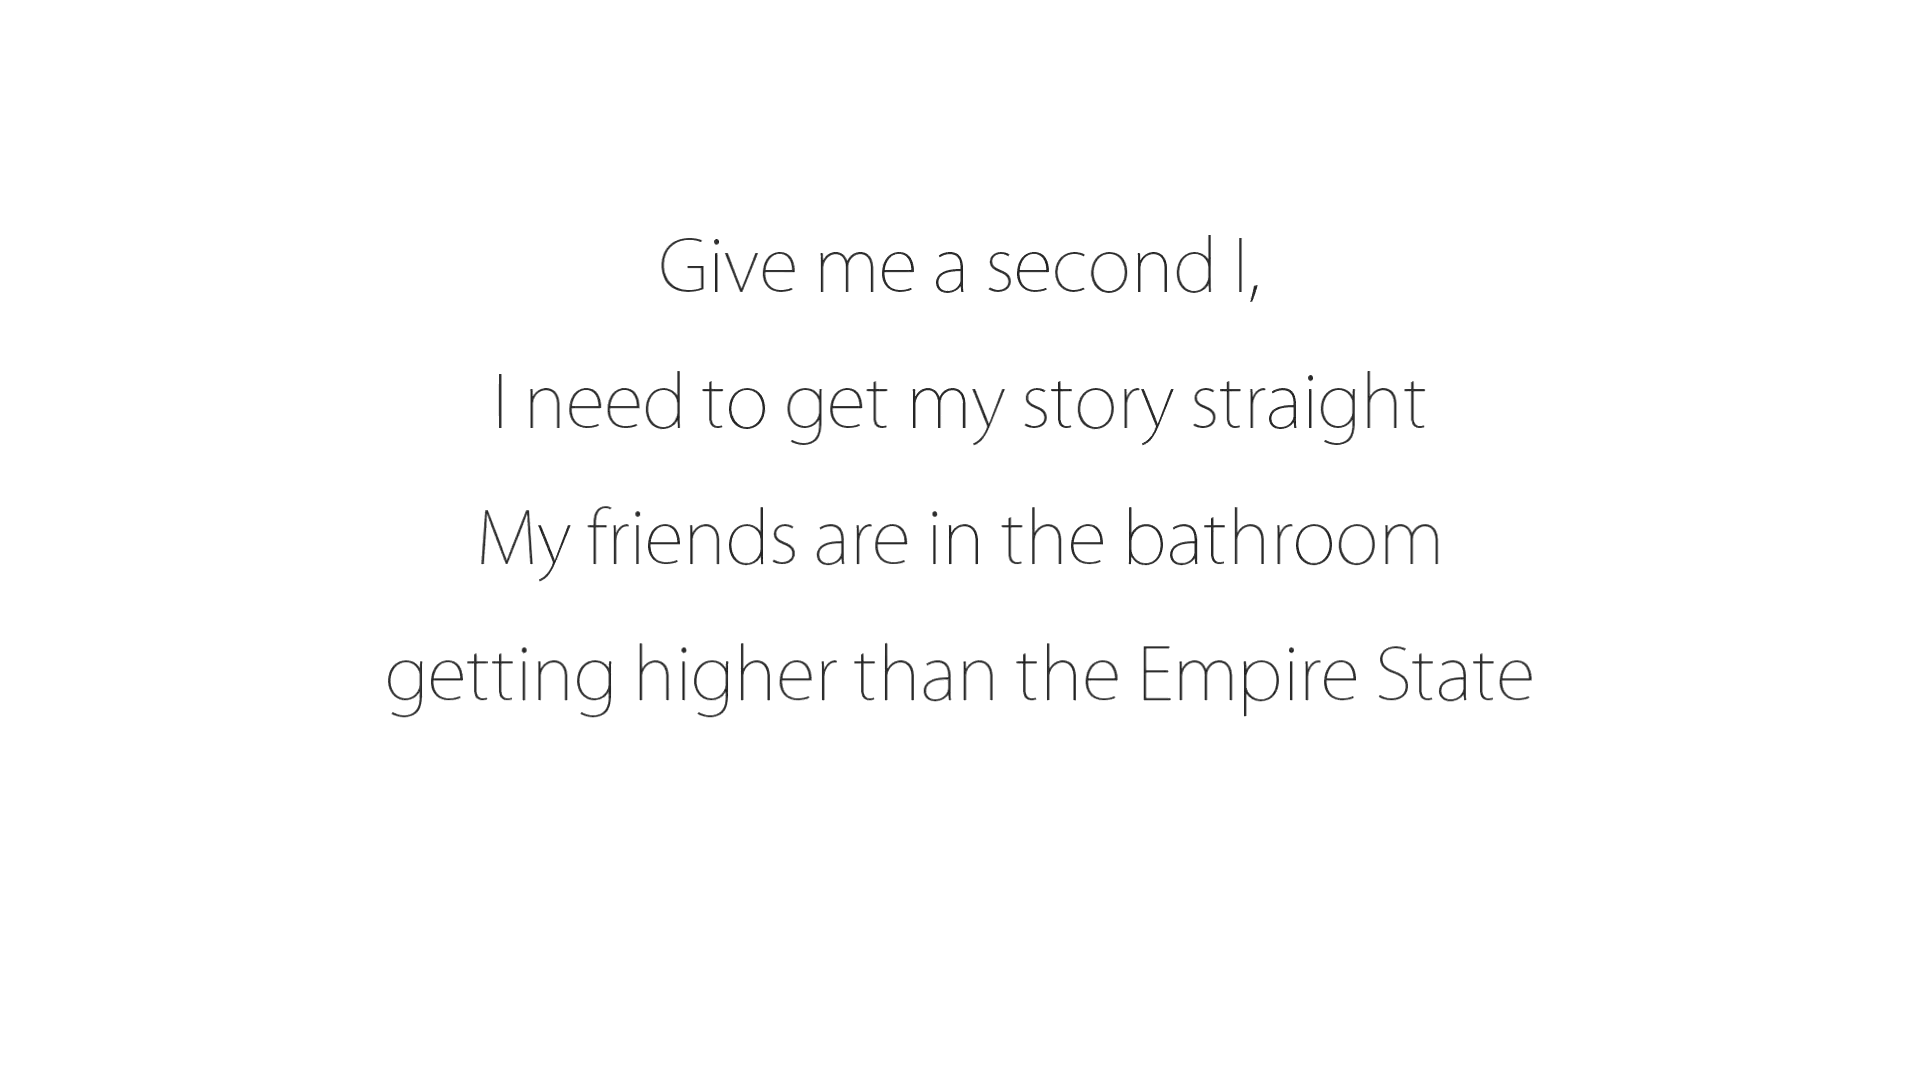 Give me a second I,
I need to get my story straight
My friends are in the bathroom
getting higher than the Empire State